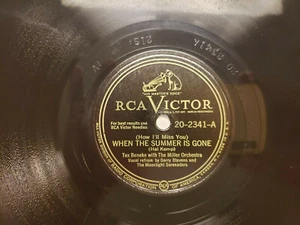 "HIS MASTER'S VOICE"
RCA VICTOR
For best results use
RCA Victor Needles
20-2341-A
(How I'll Miss You)
WHEN THE SUMMER IS GONE
(Hal Kemp)
Tex Beneke with The Miller Orchestra
Vocal refrain by Garry Stevens and
The Moonlight Serenaders